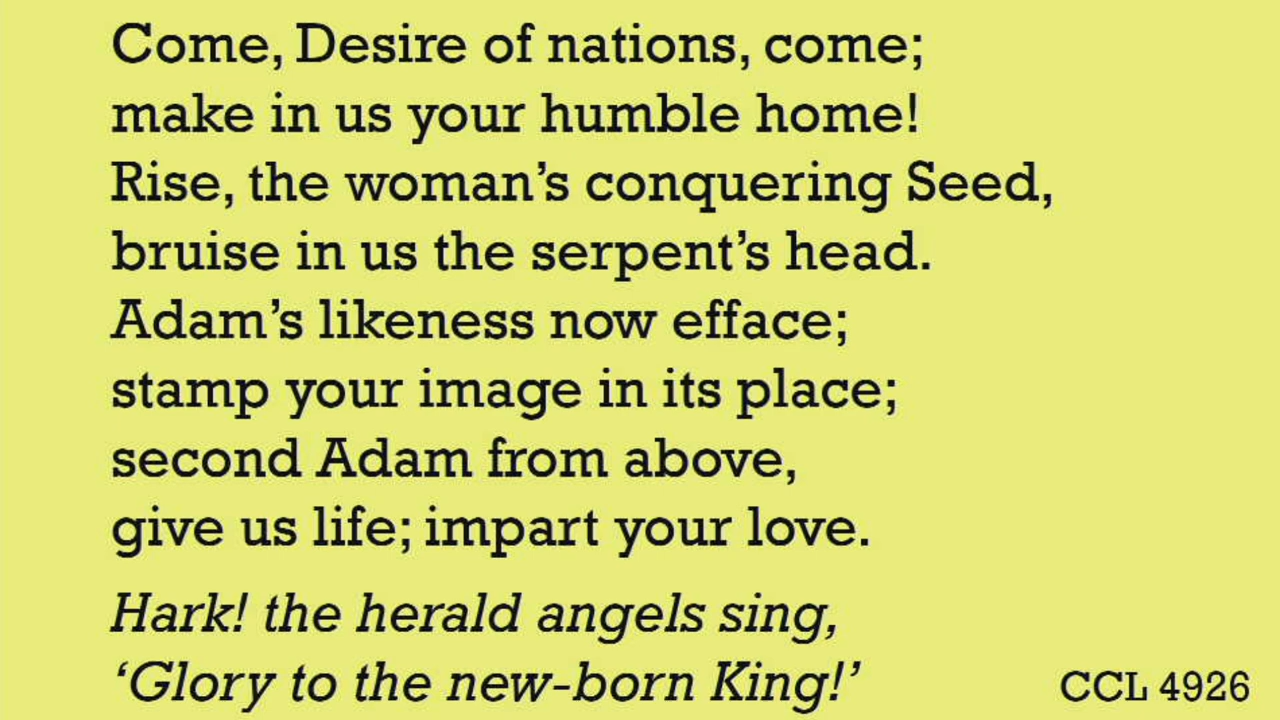 Come, Desire of nations, come;
make in us your humble home!
Rise, the woman’s conquering Seed,
bruise in us the serpent’s head.
Adam’s likeness now efface;
stamp your image in its place;
second Adam from above,
give us life; impart your love.
Hark! the herald angels sing,
‘Glory to the new-born King!’
CCL 4926